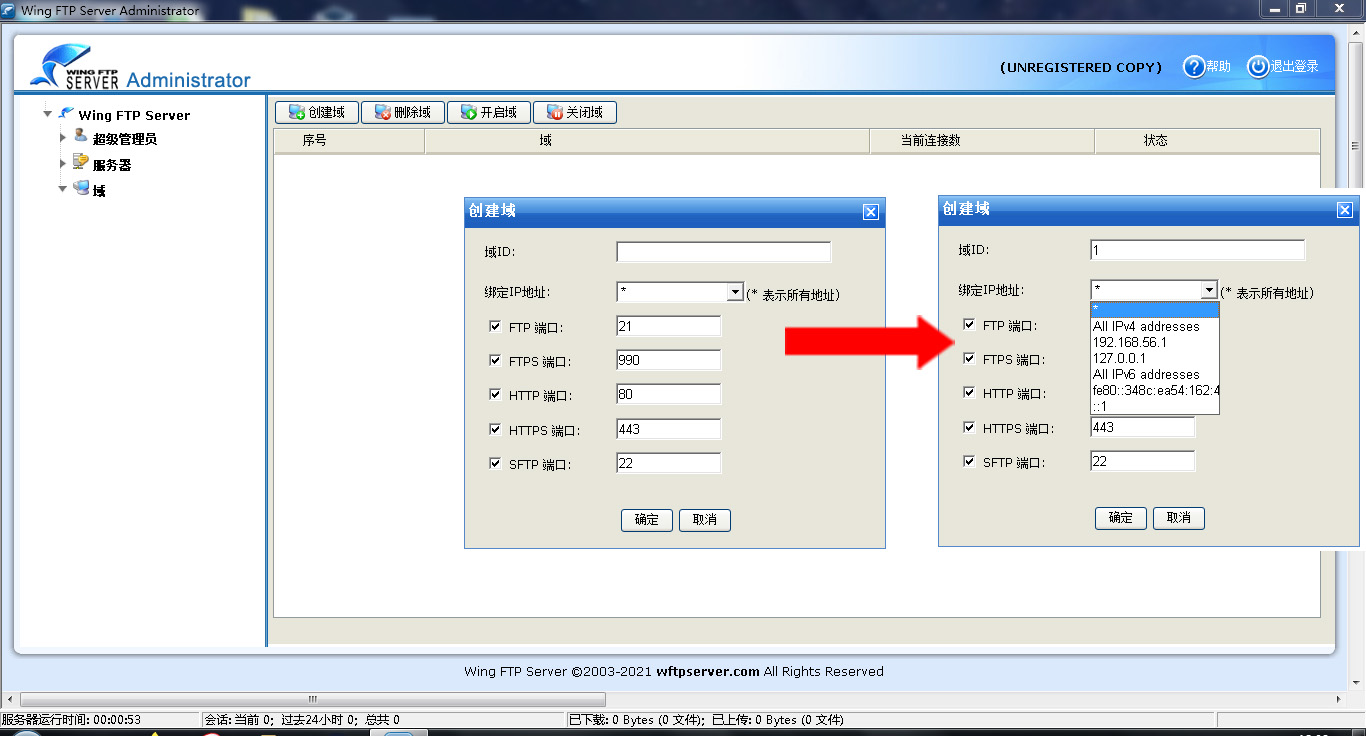 Wing FTP Server Administrator
WING FTP SERVER Administrator
(UNREGISTERED COPY) 帮助 退出登录
Wing FTP Server
超级管理员
服务器
域
创建域 删除域 开启域 关闭域
序号 域 当前连接数 状态
创建域
域ID:
绑定IP地址: * (* 表示所有地址)
FTP 端口: 21
FTPS 端口: 990
HTTP 端口: 80
HTTPS 端口: 443
SFTP 端口: 22
确定 取消
创建域
域ID: 1
绑定IP地址: * (* 表示所有地址)
*
All IPv4 addresses
192.168.56.1
127.0.0.1
All IPv6 addresses
fe80::348c:ea54:162:4
::1
FTP 端口:
FTPS 端口:
HTTP 端口:
HTTPS 端口: 443
SFTP 端口: 22
确定 取消
Wing FTP Server ©2003-2021 wftpserver.com All Rights Reserved
服务器运行时间: 00:00:53 会话: 当前 0; 过去24小时 0; 总共 0 已下载: 0 Bytes (0 文件); 已上传: 0 Bytes (0 文件)